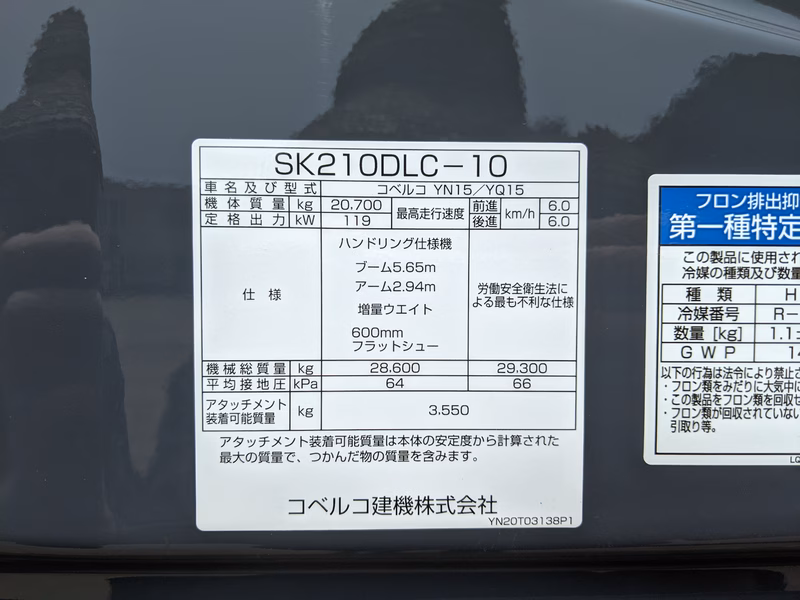 SK210DLC-10
車名及び型式 コベルコ YN15/YQ15
機体質量 kg 20.700 最高走行速度 前進 km/h 6.0
定格出力 kW 119 後進 6.0
仕様
ハンドリング仕様機
ブーム5.65m
アーム2.94m
増量ウエイト
600mm
フラットシュー
労働安全衛生法に
よる最も不利な仕様
機械総質量 kg 28.600 29.300
平均接地圧 kPa 64 66
アタッチメント
装着可能質量 kg 3.550
アタッチメント装着可能質量は本体の安定度から計算された
最大の質量で、つかんだ物の質量を含みます。
コベルコ建機株式会社
YN20T03138P1
フロン排出抑
第一種特定
この製品に使用され
冷媒の種類及び数量
種類 H
冷媒番号 R-
数量 [kg] 1.1±
GWP 14
以下の行為は法令により禁止さ
・フロン類をみだりに大気中に
・この製品をフロン類を回収せ
・フロン類が回収されていない
引取り等。
LQ